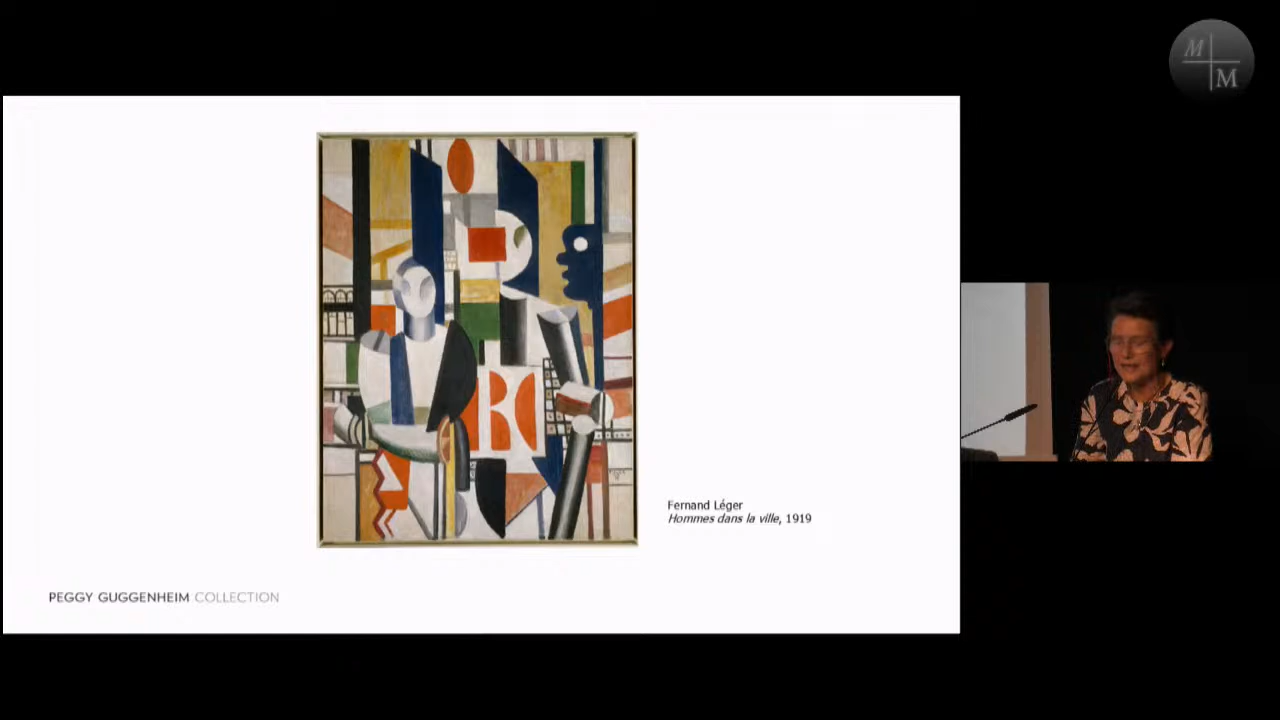 M
M
Fernand Léger
Hommes dans la ville, 1919
PEGGY GUGGENHEIM COLLECTION